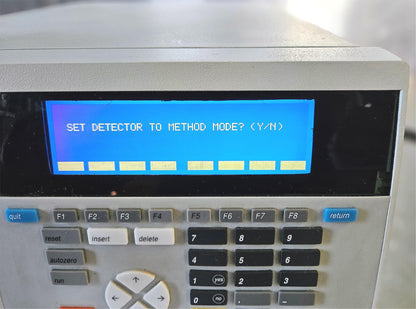 SET DETECTOR TO METHOD MODE? (Y/N)
quit F1 F2 F3 F4 F5 F6 F7 F8 return
reset insert delete 7 8 9
autozero 4 5 6
run 1 yes 2 3
0 no . –